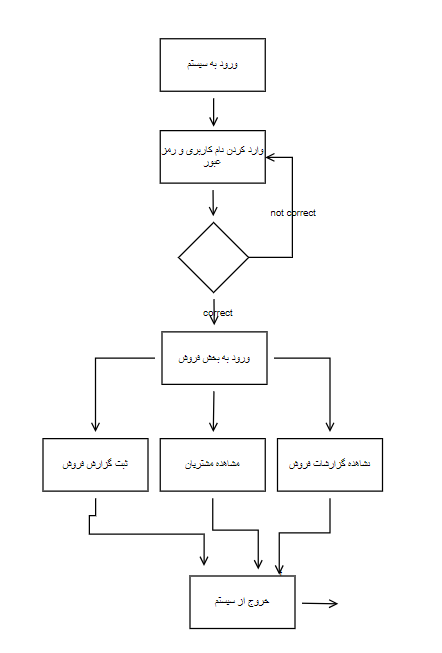 ورود به سیستم
وارد کردن نام کاربری و رمز
عبور
not correct
correct
ورود به بخش فروش
ثبت گزارش فروش
مشاهده مشتریان
مشاهده گزارشات فروش
خروج از سیستم